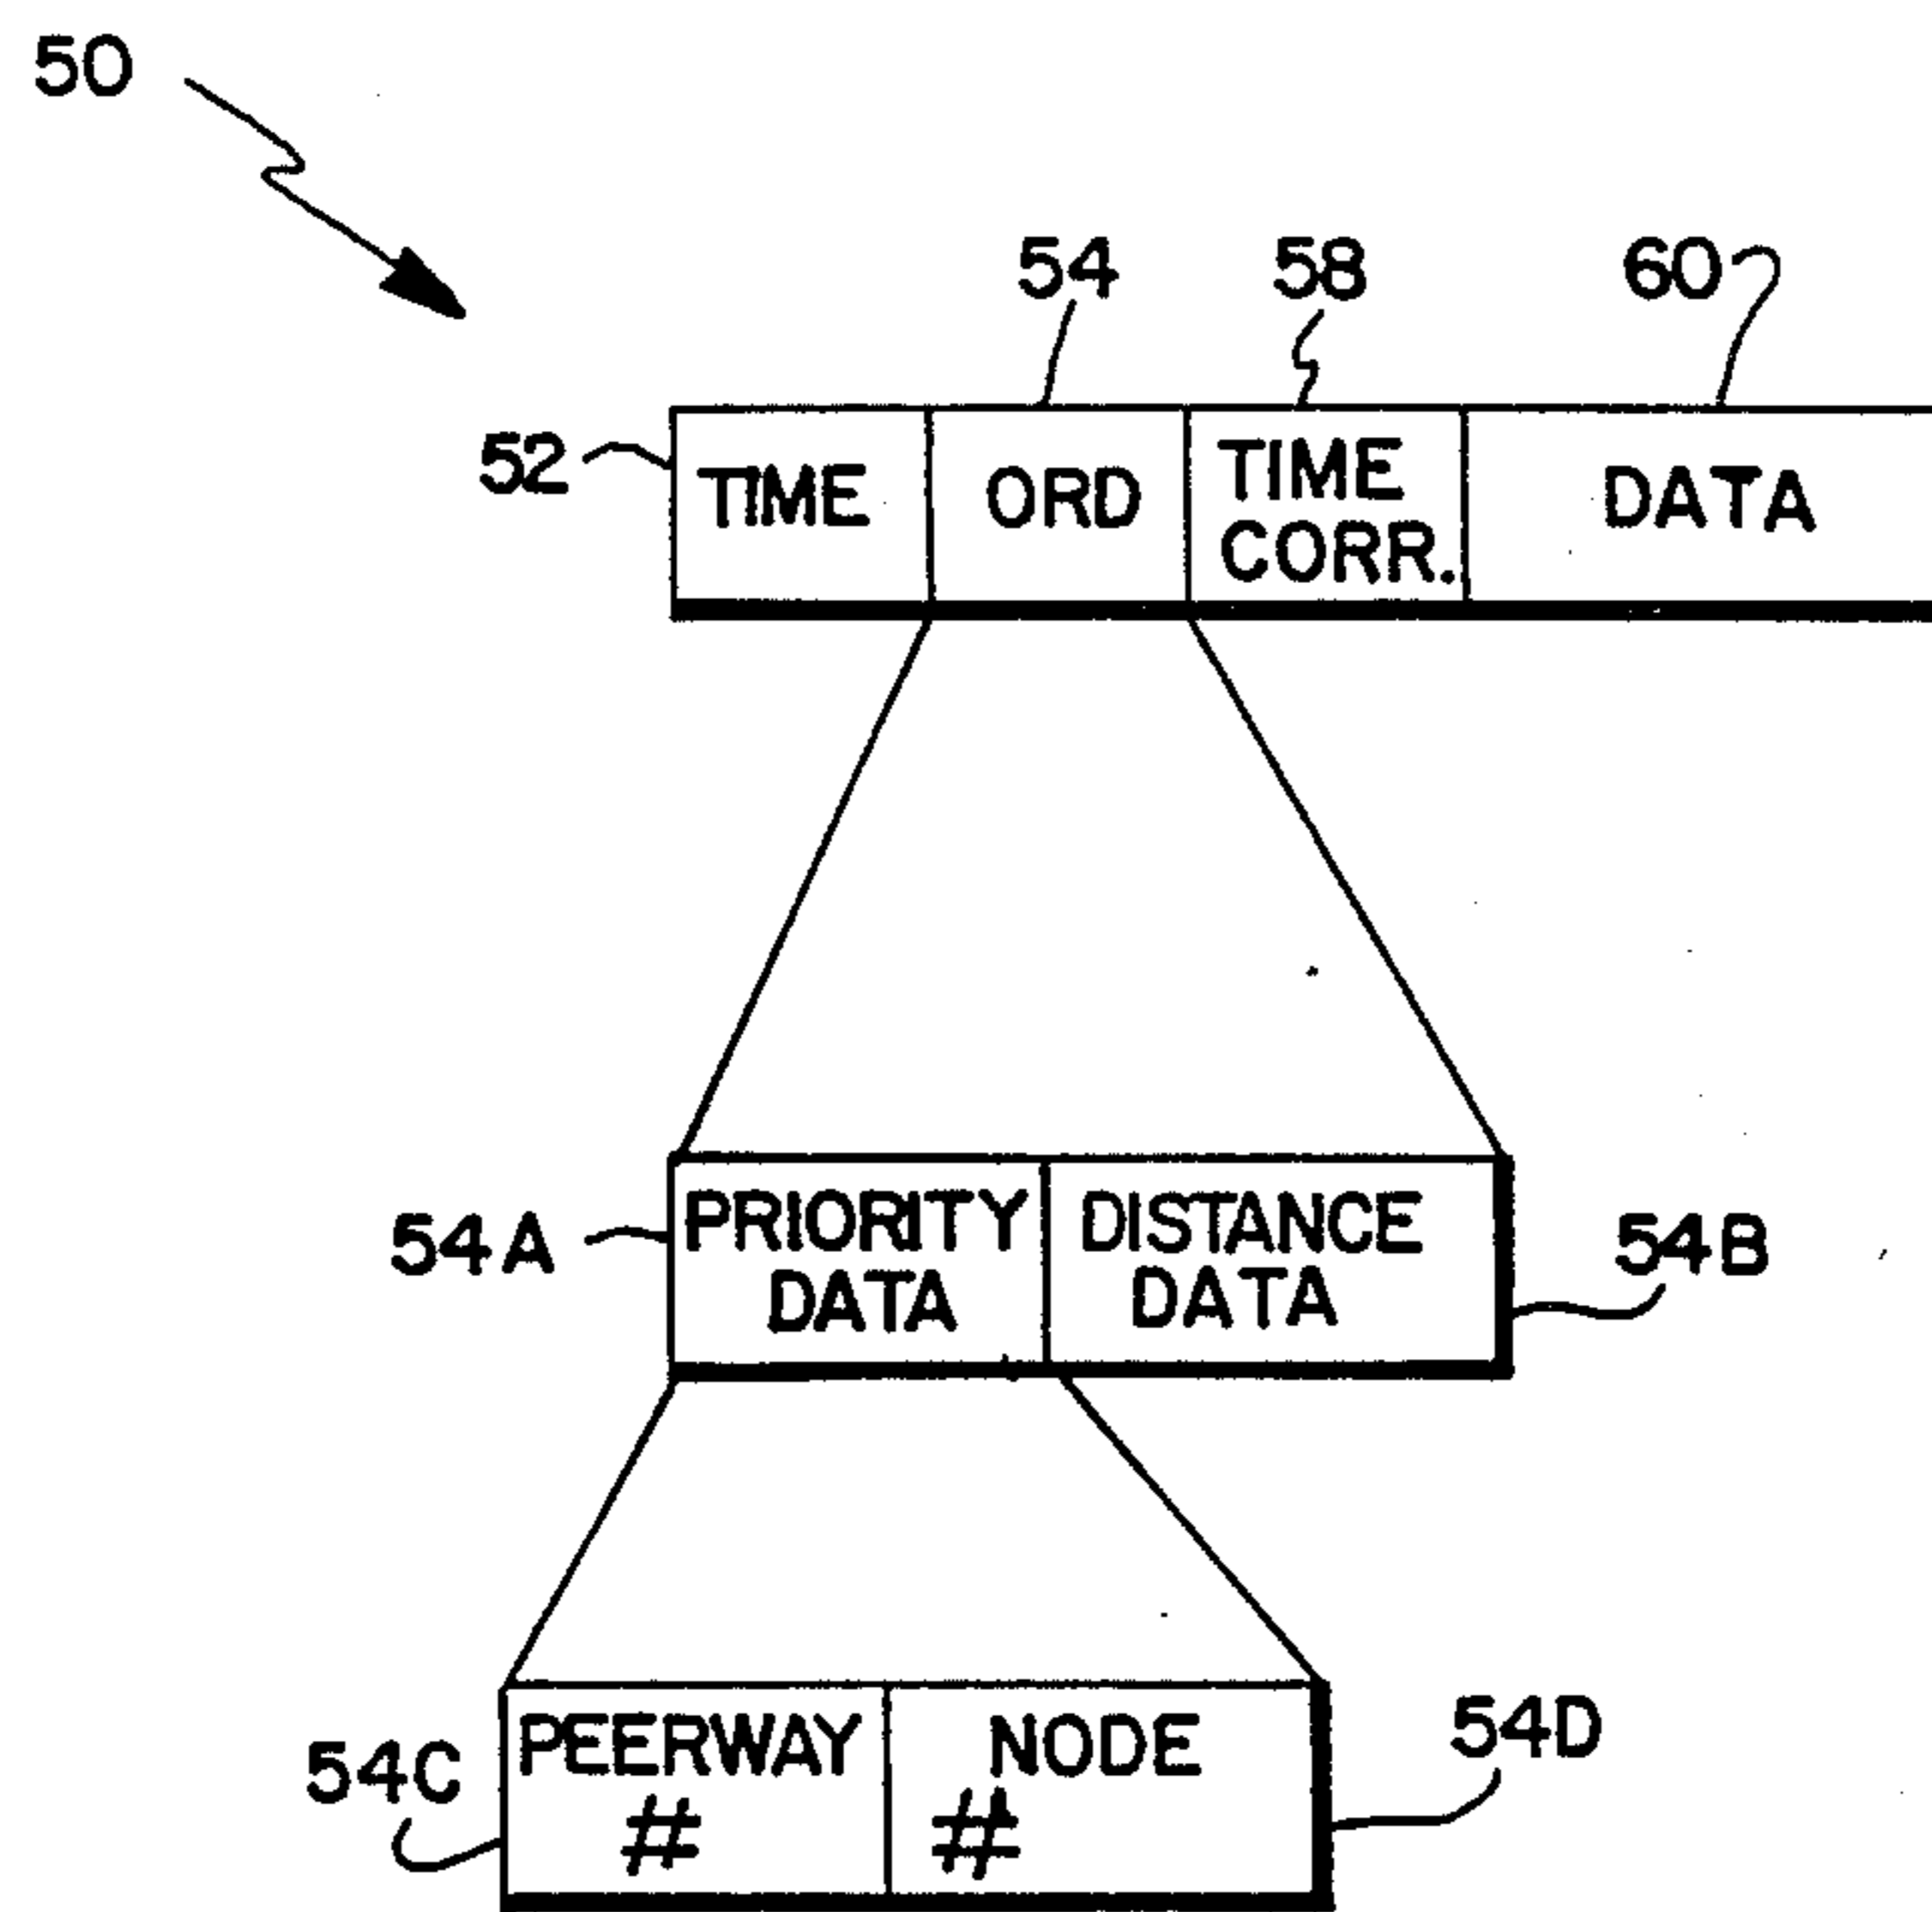 50
54 58 60
52 TIME ORD TIME CORR. DATA
54A PRIORITY DATA DISTANCE DATA 54B
54C PEERWAY # NODE # 54D